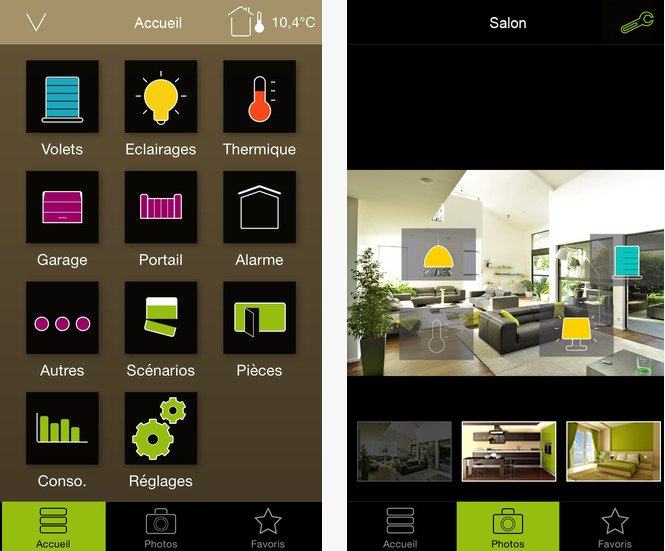 Accueil
10,4°C
Volets
Eclairages
Thermique
Garage
Portail
Alarme
Autres
Scénarios
Pièces
Conso.
Réglages
Accueil
Photos
Favoris
Salon
Accueil
Photos
Favoris